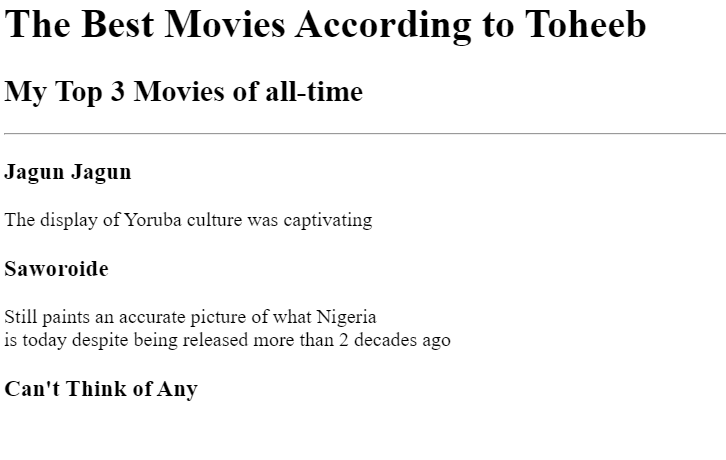 The Best Movies According to Toheeb
My Top 3 Movies of all-time
Jagun Jagun
The display of Yoruba culture was captivating
Saworoide
Still paints an accurate picture of what Nigeria
is today despite being released more than 2 decades ago
Can't Think of Any